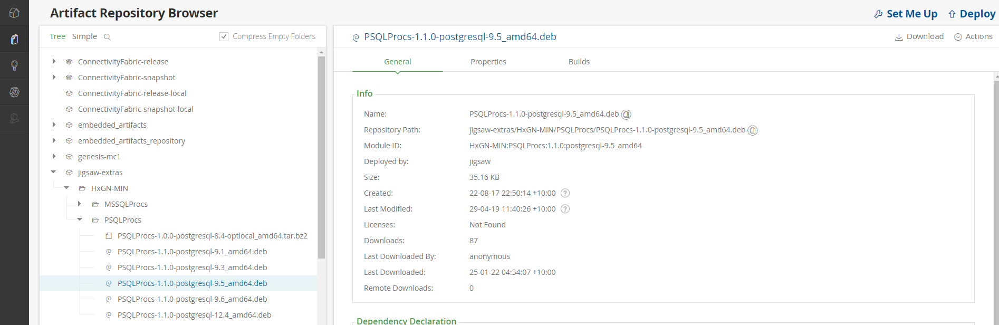 Artifact Repository Browser
Set Me Up
Deploy
Tree
Simple
Compress Empty Folders
ConnectivityFabric-release
ConnectivityFabric-snapshot
ConnectivityFabric-release-local
ConnectivityFabric-snapshot-local
embedded_artifacts
embedded_artifacts_repository
genesis-mc1
jigsaw-extras
HxGN-MIN
MSSQLProcs
PSQLProcs
PSQLProcs-1.0.0-postgresql-8.4-optlocal_amd64.tar.bz2
PSQLProcs-1.1.0-postgresql-9.1_amd64.deb
PSQLProcs-1.1.0-postgresql-9.3_amd64.deb
PSQLProcs-1.1.0-postgresql-9.5_amd64.deb
PSQLProcs-1.1.0-postgresql-9.6_amd64.deb
PSQLProcs-1.1.0-postgresql-12.4_amd64.deb
PSQLProcs-1.1.0-postgresql-9.5_amd64.deb
Download
Actions
General
Properties
Builds
Info
Name: PSQLProcs-1.1.0-postgresql-9.5_amd64.deb
Repository Path: jigsaw-extras/HxGN-MIN/PSQLProcs/PSQLProcs-1.1.0-postgresql-9.5_amd64.deb
Module ID: HxGN-MIN:PSQLProcs:1.1.0:postgresql-9.5_amd64
Deployed by: jigsaw
Size: 35.16 KB
Created: 22-08-17 22:50:14 +10:00 ?
Last Modified: 29-04-19 11:40:26 +10:00 ?
Licenses: Not Found
Downloads: 87
Last Downloaded By: anonymous
Last Downloaded: 25-01-22 04:34:07 +10:00
Remote Downloads: 0
Dependency Declaration